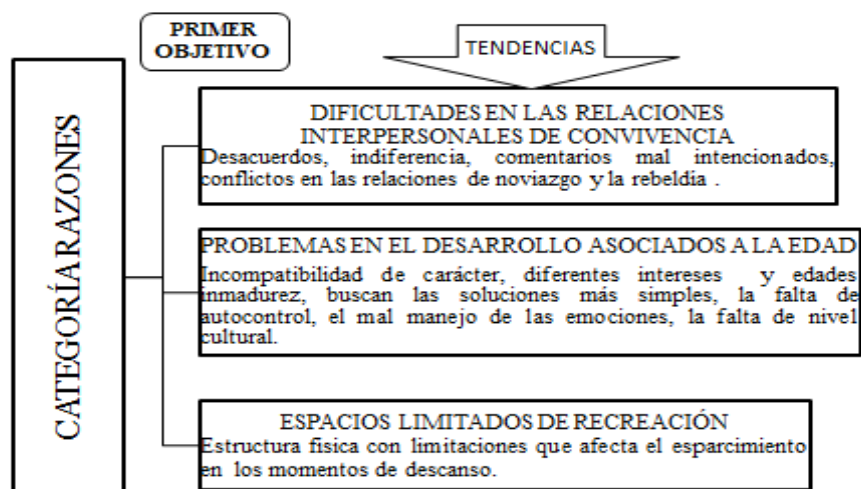 PRIMER
OBJETIVO
TENDENCIAS
CATEGORÍA RAZONES
DIFICULTADES EN LAS RELACIONES
INTERPERSONALES DE CONVIVENCIA
Desacuerdos, indiferencia, comentarios mal intencionados,
conflictos en las relaciones de noviazgo y la rebeldía .
PROBLEMAS EN EL DESARROLLO ASOCIADOS A LA EDAD
Incompatibilidad de carácter, diferentes intereses y edades
inmadurez, buscan las soluciones más simples, la falta de
autocontrol, el mal manejo de las emociones, la falta de nivel
cultural.
ESPACIOS LIMITADOS DE RECREACIÓN
Estructura física con limitaciones que afecta el esparcimiento
en los momentos de descanso.